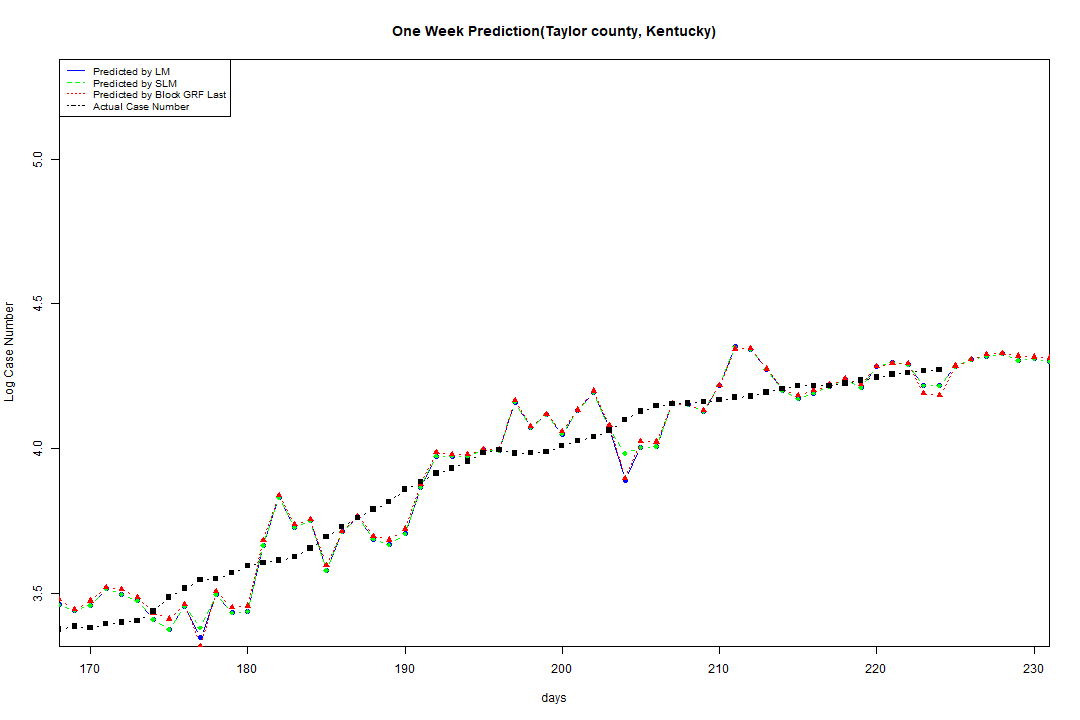 One Week Prediction(Taylor county, Kentucky)
Predicted by LM
Predicted by SLM
Predicted by Block GRF Last
Actual Case Number
5.0
4.5
4.0
3.5
Log Case Number
170 180 190 200 210 220 230
days